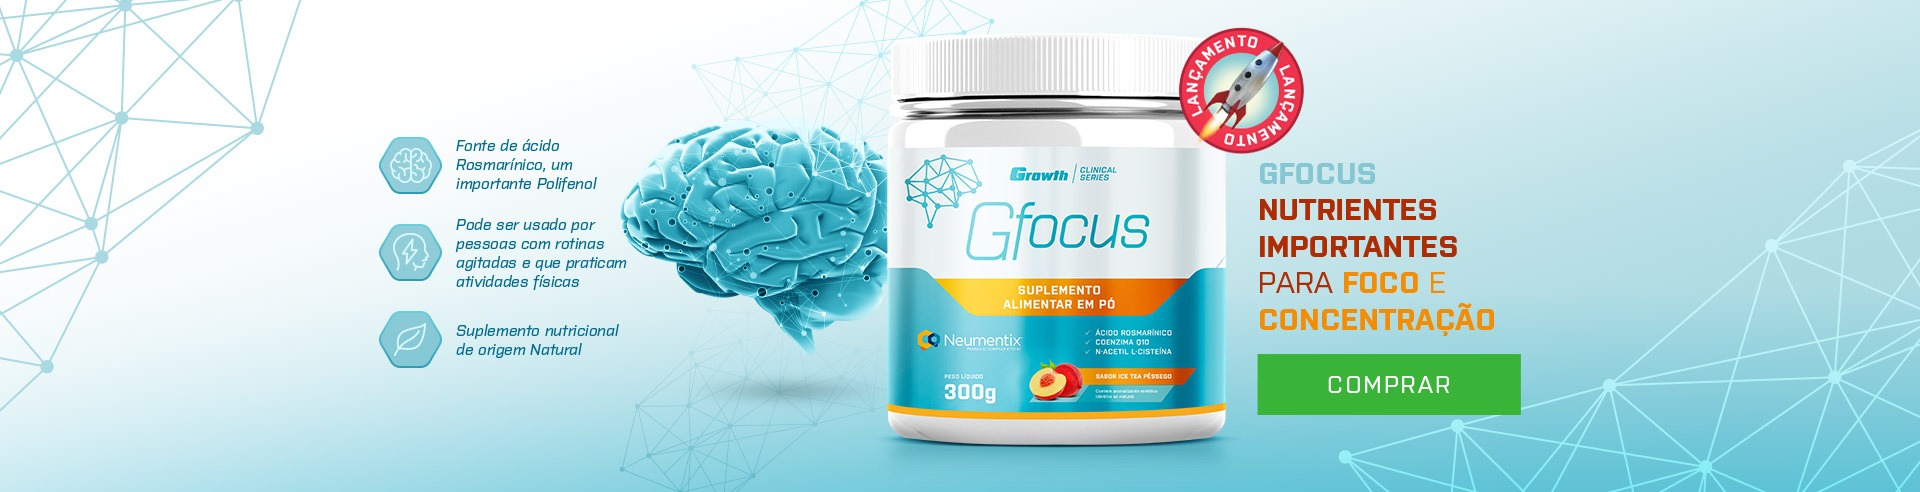 Fonte de ácido
Rosmarínico, um
importante Polifenol
Pode ser usado por
pessoas com rotinas
agitadas e que praticam
atividades físicas
Suplemento nutricional
de origem Natural
Growth
CLINICAL
SERIES
Gfocus
SUPLEMENTO
ALIMENTAR EM PÓ
Neumentix
ÁCIDO ROSMARÍNICO
COENZIMA Q10
N-ACETIL L-CISTEÍNA
PESO LÍQUIDO
300g
SABOR ICE TEA PÊSSEGO
LANÇAMENTO
LANÇAMENTO
LANÇAMENTO
GFOCUS
NUTRIENTES
IMPORTANTES
PARA FOCO E
CONCENTRAÇÃO
COMPRAR